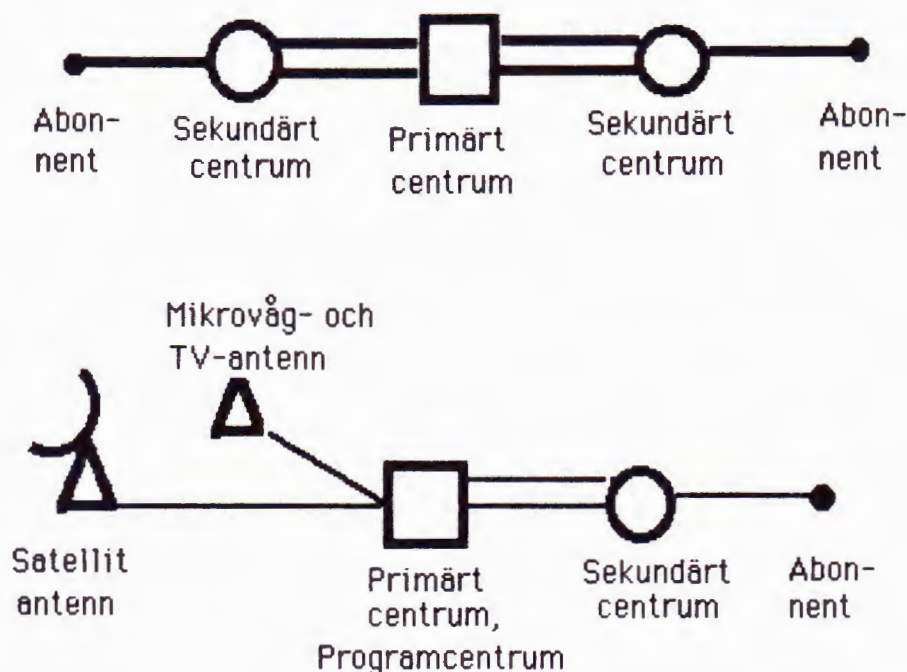 Abon-
nent
Sekundärt
centrum
Primärt
centrum
Sekundärt
centrum
Abon-
nent
Mikrovåg- och
TV-antenn
Satellit
antenn
Primärt
centrum,
Programcentrum
Sekundärt
centrum
Abon-
nent